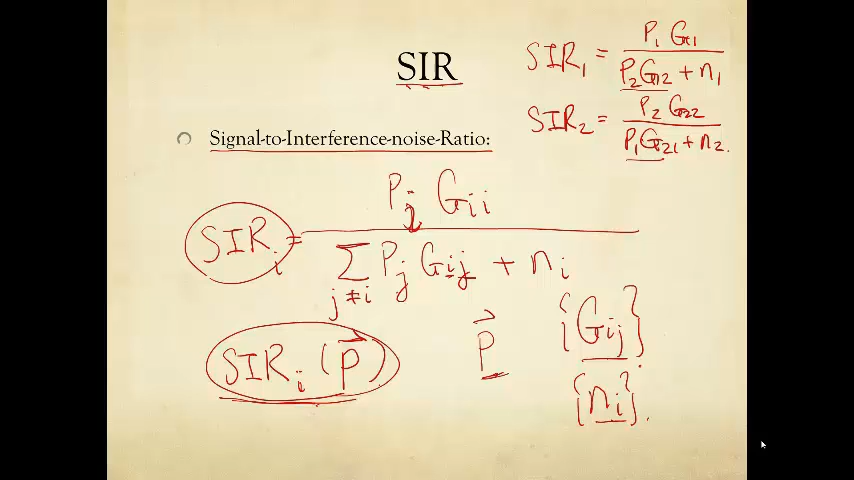 SIR
Signal-to-Interference-noise-Ratio:
SIR₁ = P₁ G₁₁ / (P₂ G₁₂ + n₁)
SIR₂ = P₂ G₂₂ / (P₁ G₂₁ + n₂).
SIRᵢ = Pᵢ Gᵢᵢ / (∑_{j≠i} Pⱼ Gᵢⱼ + nᵢ)
SIRᵢ (p⃗)
p⃗
{Gᵢⱼ}.
{nᵢ}.